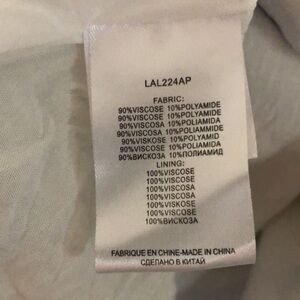 LAL224AP
FABRIC:
90%VISCOSE 10%POLYAMIDE
90%VISCOSE 10%POLYAMIDE
90%VISCOSA 10%POLIAMIDA
90%VISCOSA 10%POLIAMMIDE
90%VISKOSE 10%POLYAMID
90%VISCOSE 10%POLIAMIDA
90%ВИСКОЗА 10%ПОЛИАМИД
LINING:
100%VISCOSE
100%VISCOSE
100%VISCOSA
100%VISCOSA
100%VISKOSE
100%VISCOSE
100%ВИСКОЗА
FABRIQUE EN CHINE-MADE IN CHINA
СДЕЛАНО В КИТАЙ